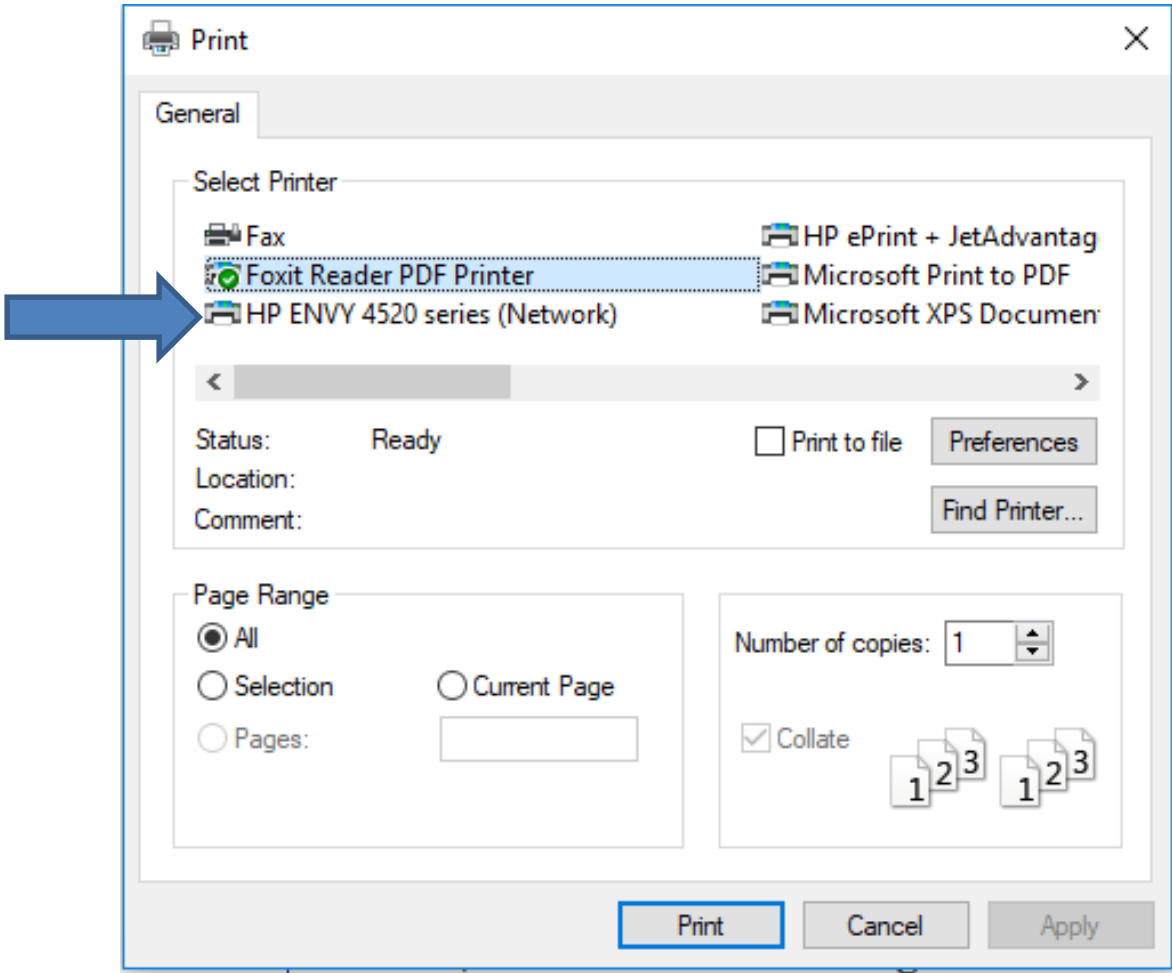 Print
General
Select Printer
Fax
HP ePrint + JetAdvantag
Foxit Reader PDF Printer
Microsoft Print to PDF
HP ENVY 4520 series (Network)
Microsoft XPS Documen
Status: Ready
Print to file
Preferences
Location:
Comment:
Find Printer...
Page Range
All
Selection
Current Page
Pages:
Number of copies: 1
Collate
1 2 3 1 2 3
Print
Cancel
Apply